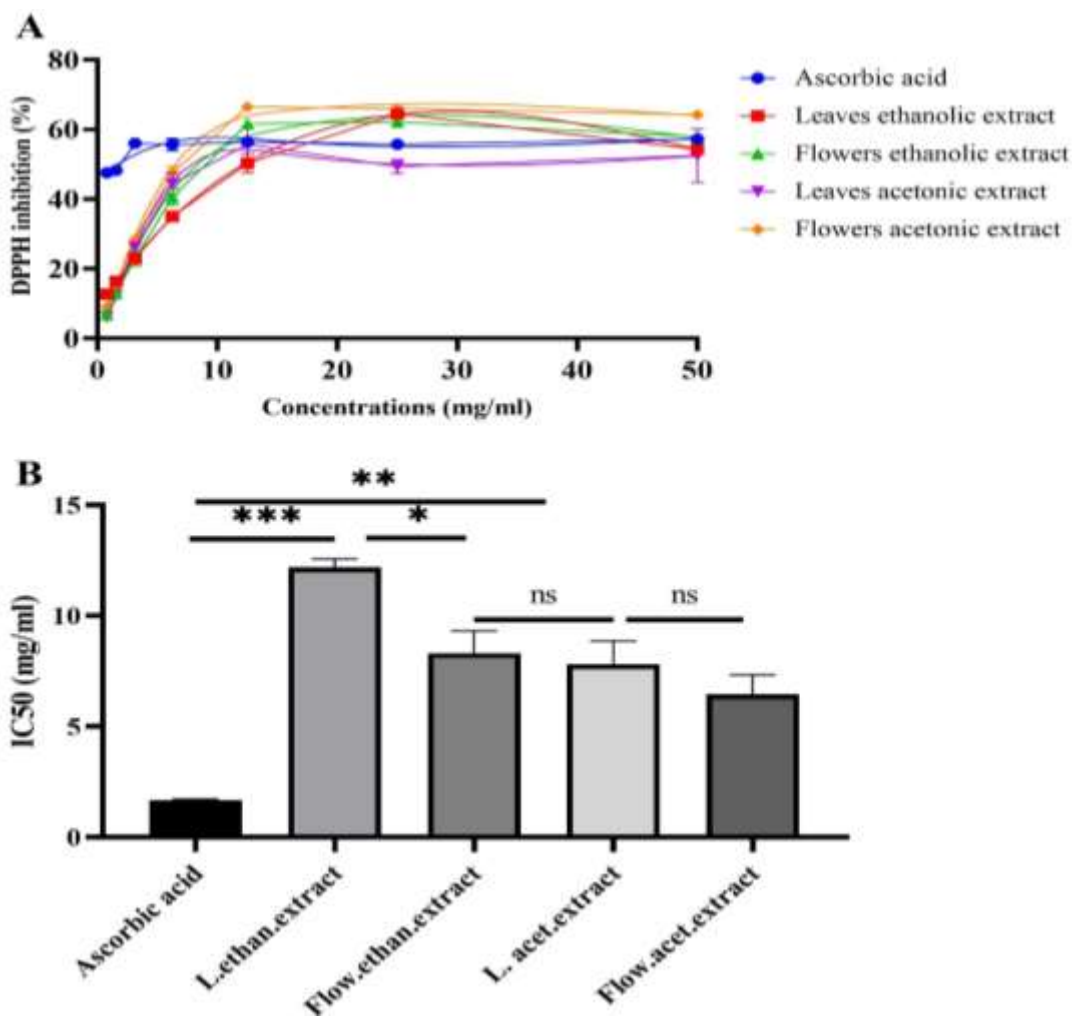 A
80
60
40
20
0
DPPH inhibition (%)
0 10 20 30 40 50
Concentrations (mg/ml)
Ascorbic acid
Leaves ethanolic extract
Flowers ethanolic extract
Leaves acetonic extract
Flowers acetonic extract
B
15
10
5
0
IC50 (mg/ml)
**
*** *
ns ns
Ascorbic acid
L.ethan.extract
Flow.ethan.extract
L. acet.extract
Flow.acet.extract